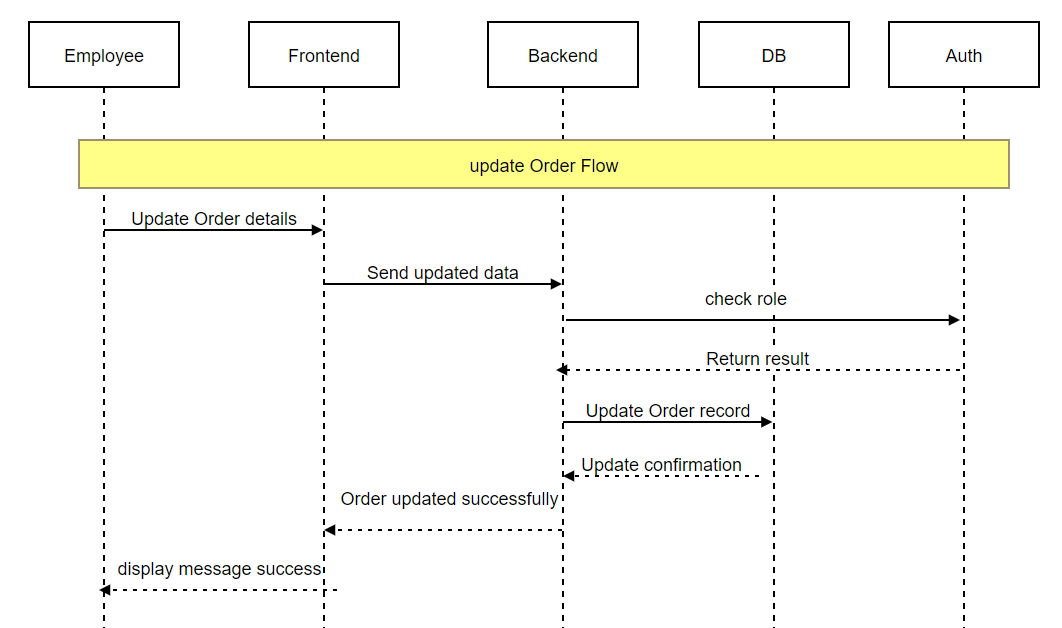 Employee
Frontend
Backend
DB
Auth
update Order Flow
Update Order details
Send updated data
check role
Return result
Update Order record
Update confirmation
Order updated successfully
display message success